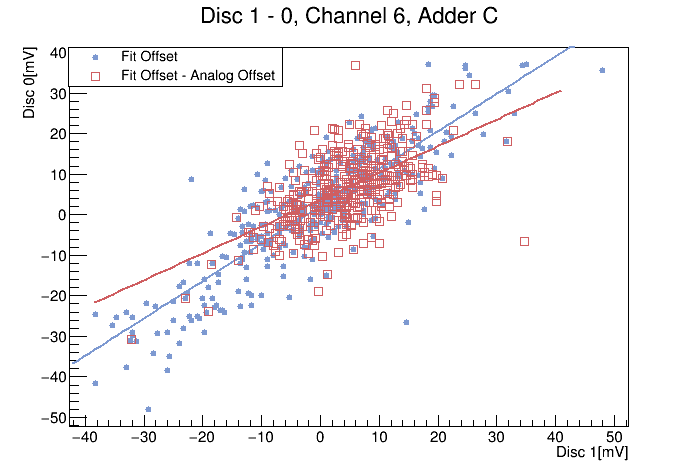 Disc 1 - 0, Channel 6, Adder C
Disc 0[mV]
Fit Offset
Fit Offset - Analog Offset
40
30
20
10
0
−10
−20
−30
−40
−50
−40 −30 −20 −10 0 10 20 30 40 50
Disc 1[mV]